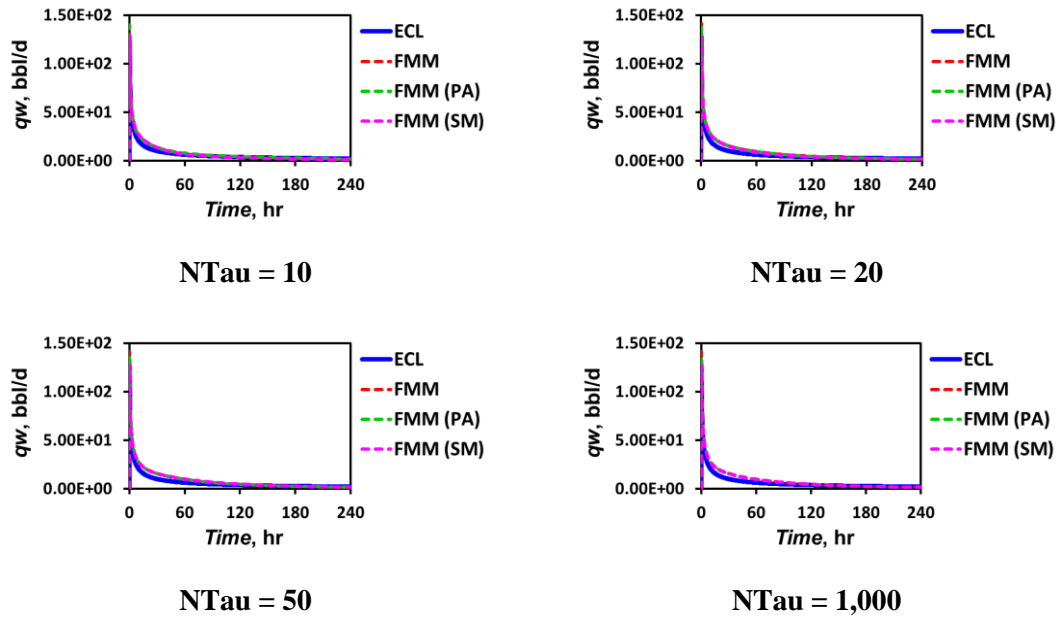 1.50E+02
1.00E+02
5.00E+01
0.00E+00
qw, bbl/d
0 60 120 180 240
Time, hr
ECL
FMM
FMM (PA)
FMM (SM)
NTau = 10
1.50E+02
1.00E+02
5.00E+01
0.00E+00
qw, bbl/d
0 60 120 180 240
Time, hr
ECL
FMM
FMM (PA)
FMM (SM)
NTau = 20
1.50E+02
1.00E+02
5.00E+01
0.00E+00
qw, bbl/d
0 60 120 180 240
Time, hr
ECL
FMM
FMM (PA)
FMM (SM)
NTau = 50
1.50E+02
1.00E+02
5.00E+01
0.00E+00
qw, bbl/d
0 60 120 180 240
Time, hr
ECL
FMM
FMM (PA)
FMM (SM)
NTau = 1,000